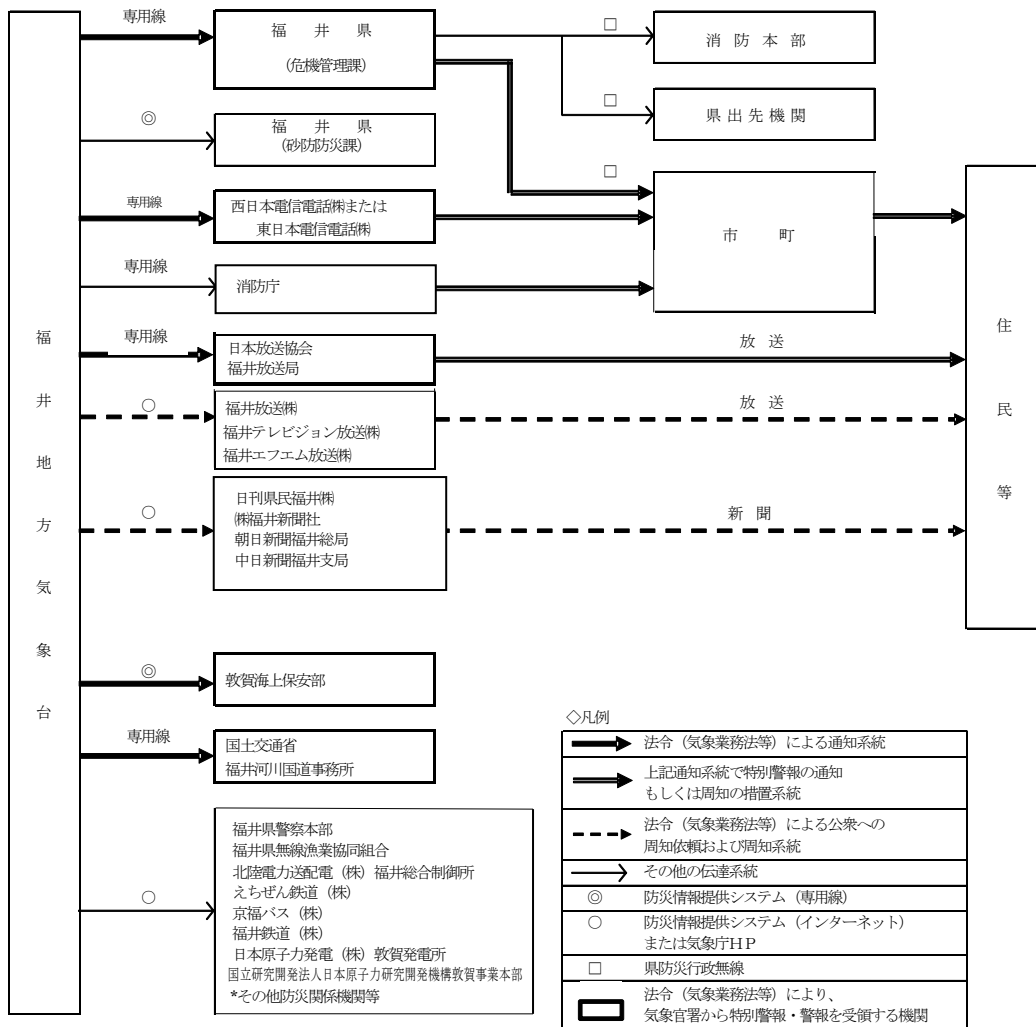 福井地方気象台
専用線
福井県
(危機管理課)
□
消防本部
□
県出先機関
◎
福井県
(砂防防災課)
□
市町
専用線
西日本電信電話㈱または
東日本電信電話㈱
専用線
消防庁
専用線
日本放送協会
福井放送局
放送
○
福井放送㈱
福井テレビジョン放送㈱
福井エフエム放送㈱
放送
○
日刊県民福井㈱
㈱福井新聞社
朝日新聞福井総局
中日新聞福井支局
新聞
住民等
◎
敦賀海上保安部
専用線
国土交通省
福井河川国道事務所
○
福井県警察本部
福井県無線漁業協同組合
北陸電力送配電（株）福井総合制御所
えちぜん鉄道（株）
京福バス（株）
福井鉄道（株）
日本原子力発電（株）敦賀発電所
国立研究開発法人日本原子力研究開発機構敦賀事業本部
*その他防災関係機関等
◇凡例
法令（気象業務法等）による通知系統
上記通知系統で特別警報の通知
もしくは周知の措置系統
法令（気象業務法等）による公衆への
周知依頼および周知系統
その他の伝達系統
◎ 防災情報提供システム（専用線）
○ 防災情報提供システム（インターネット）
または気象庁ＨＰ
□ 県防災行政無線
法令（気象業務法等）により、
気象官署から特別警報・警報を受領する機関